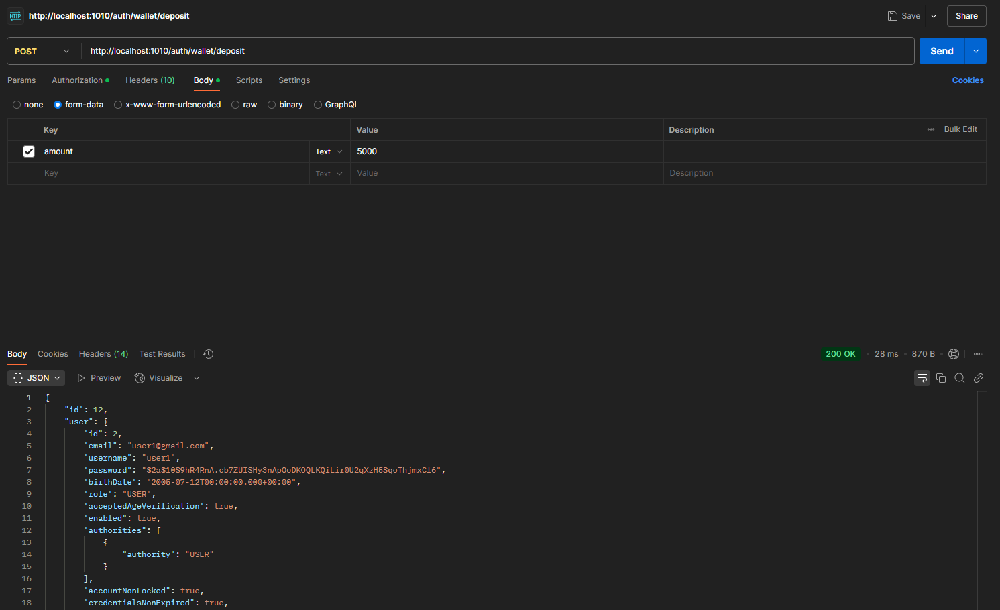 HTTP http://localhost:1010/auth/wallet/deposit Save Share
POST http://localhost:1010/auth/wallet/deposit Send
Params Authorization Headers (10) Body Scripts Settings Cookies
none form-data x-www-form-urlencoded raw binary GraphQL
Key Value Description Bulk Edit
amount Text 5000
Key Text Value Description
Body Cookies Headers (14) Test Results 200 OK 28 ms 870 B
{ } JSON Preview Visualize
1 {
2 "id": 12,
3 "user": {
4 "id": 2,
5 "email": "user1@gmail.com",
6 "username": "user1",
7 "password": "$2a$10$9hR4RnA.cb7ZUISHy3nApOoDKOQLKQiLir0U2qXzH5SqoThjmxCf6",
8 "birthDate": "2005-07-12T00:00:00.000+00:00",
9 "role": "USER",
10 "acceptedAgeVerification": true,
11 "enabled": true,
12 "authorities": [
13 {
14 "authority": "USER"
15 }
16 ],
17 "accountNonLocked": true,
18 "credentialsNonExpired": true,